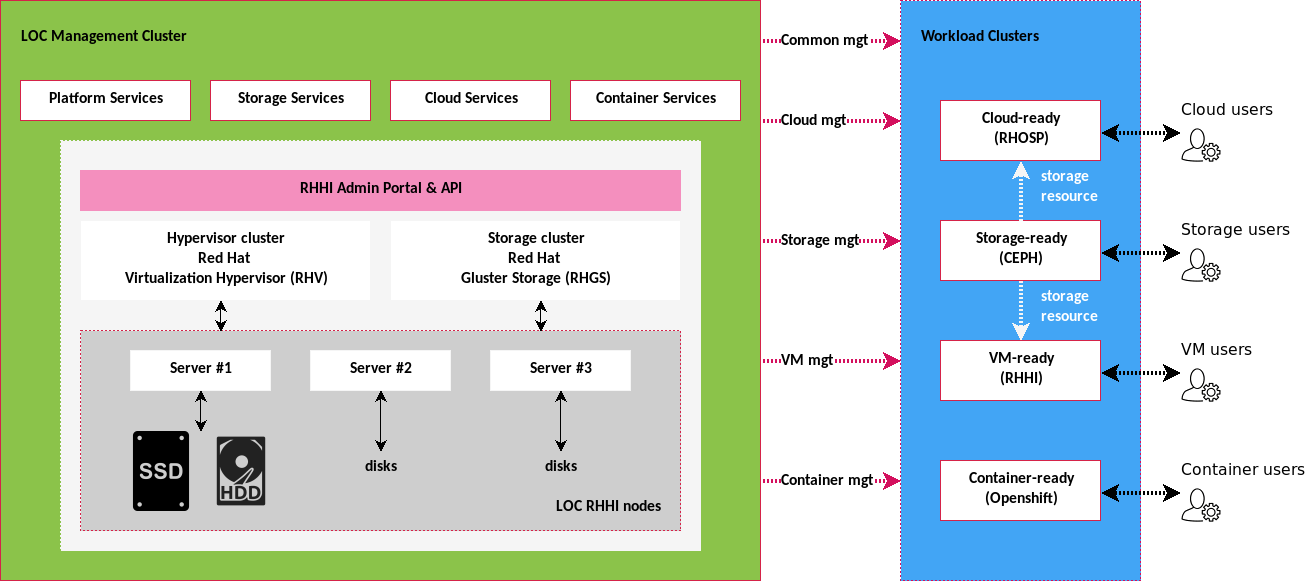 LOC Management Cluster
Platform Services
Storage Services
Cloud Services
Container Services
RHHI Admin Portal & API
Hypervisor cluster
Red Hat
Virtualization Hypervisor (RHV)
Storage cluster
Red Hat
Gluster Storage (RHGS)
Server #1
Server #2
Server #3
SSD
HDD
disks
disks
LOC RHHI nodes
Common mgt
Cloud mgt
Storage mgt
VM mgt
Container mgt
Workload Clusters
Cloud-ready
(RHOSP)
storage
resource
Storage-ready
(CEPH)
storage
resource
VM-ready
(RHHI)
Container-ready
(Openshift)
Cloud users
Storage users
VM users
Container users